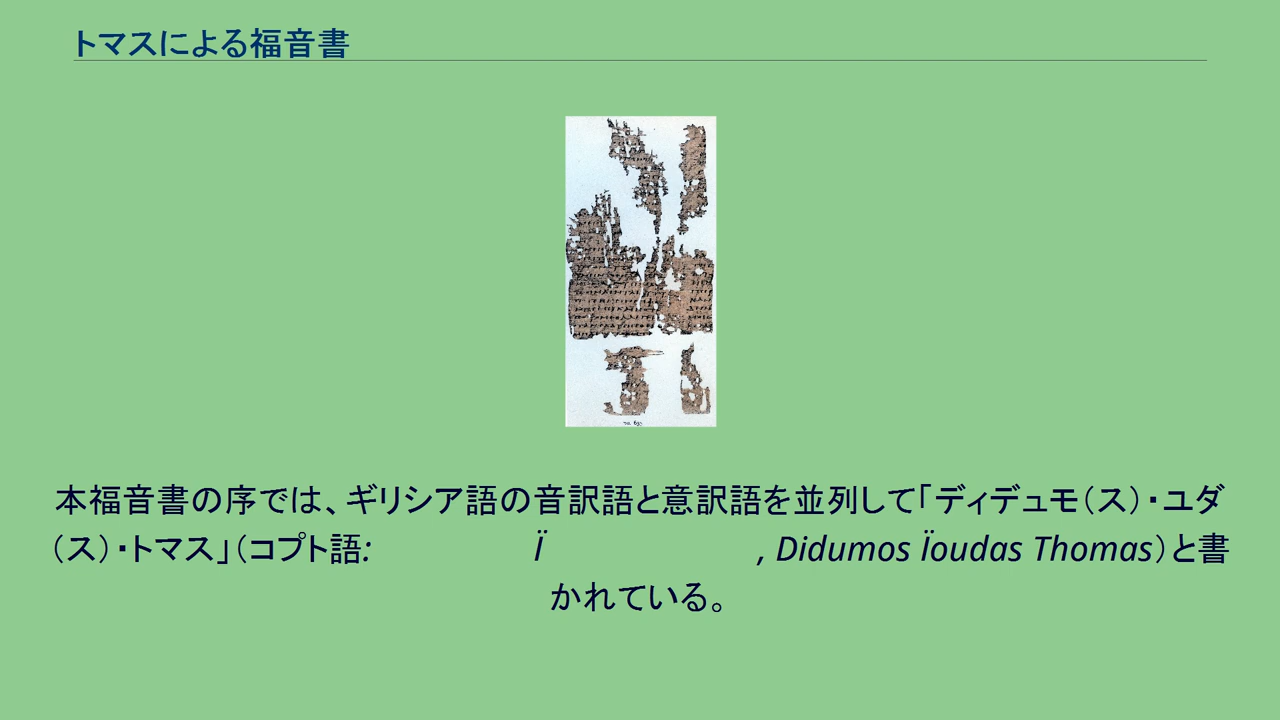 トマスによる福音書
本福音書の序では、ギリシア語の音訳語と意訳語を並列して「ディデュモ（ス）・ユダ
（ス）・トマス」（コプト語: Ï , Didumos Ïoudas Thomas）と書
かれている。